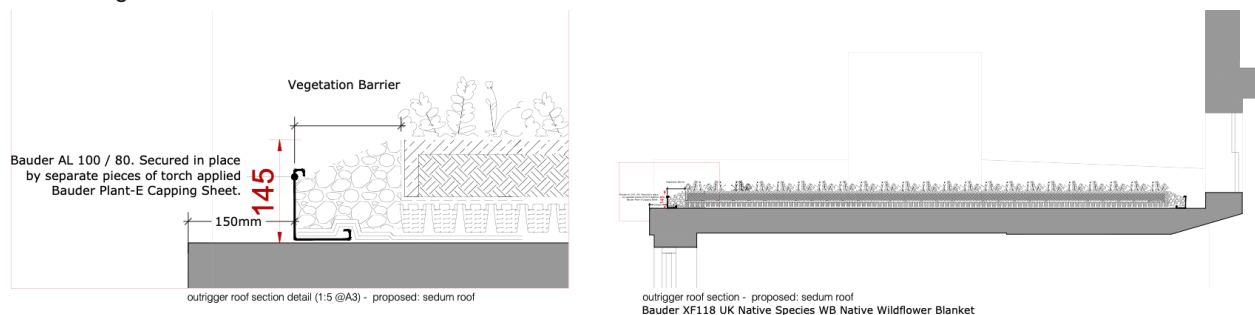 Vegetation Barrier
Bauder AL 100 / 80. Secured in place
by separate pieces of torch applied
Bauder Plant-E Capping Sheet.
145
150mm
outrigger roof section detail (1:5 @A3) - proposed: sedum roof
outrigger roof section - proposed: sedum roof
Bauder XF118 UK Native Species WB Native Wildflower Blanket